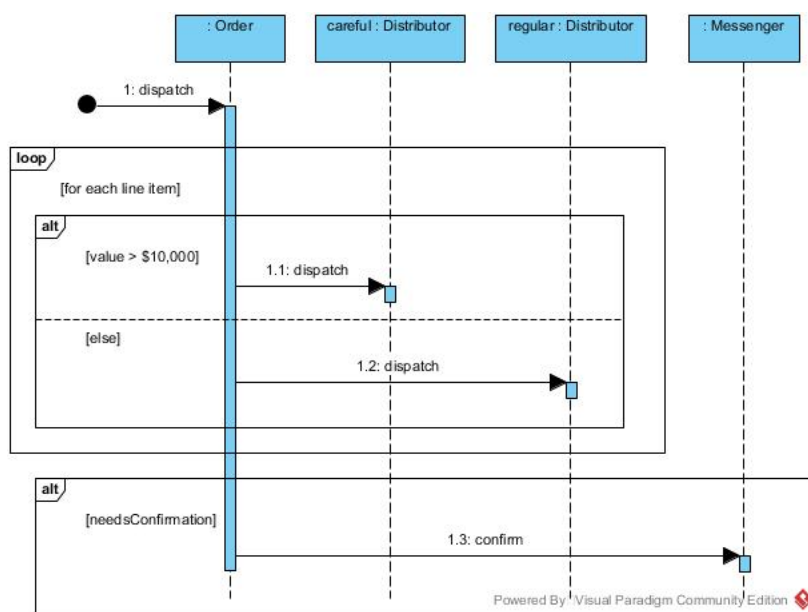 : Order
careful : Distributor
regular : Distributor
: Messenger
1: dispatch
loop
[for each line item]
alt
[value > $10,000]
1.1: dispatch
[else]
1.2: dispatch
alt
[needsConfirmation]
1.3: confirm
Powered By: Visual Paradigm Community Edition